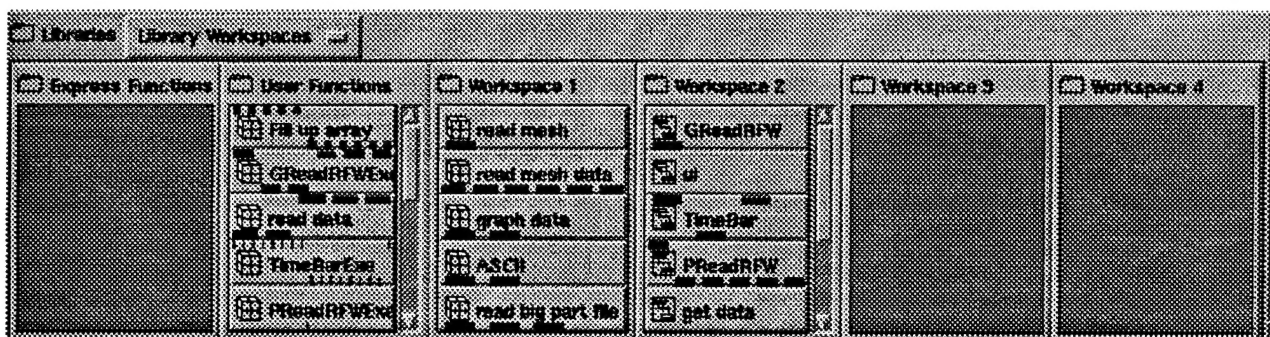 Libraries Library Workspaces
Express Functions
User Functions
Fill up array
GReadRFWExe
read data
TimeBarExe
PReadRFWExe
Workspace 1
read mesh
read mesh data
graph data
ASCII
read big part file
Workspace 2
GReadRFW
ui
TimeBar
PReadRFW
get data
Workspace 3
Workspace 4